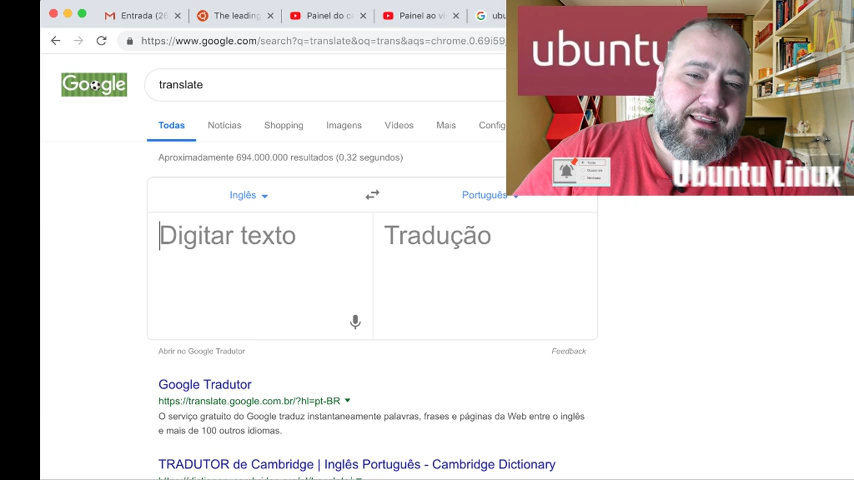 Entrada (26
The leading
Painel do c
Painel ao vi
ubu
https://www.google.com/search?q=translate&oq=trans&aqs=chrome.0.69i59
Google
translate
Todas
Notícias
Shopping
Imagens
Vídeos
Mais
Config
Aproximadamente 694.000.000 resultados (0,32 segundos)
Inglês
Português
Digitar texto
Tradução
Abrir no Google Tradutor
Feedback
Google Tradutor
https://translate.google.com.br/?hl=pt-BR
O serviço gratuito do Google traduz instantaneamente palavras, frases e páginas da Web entre o inglês
e mais de 100 outros idiomas.
TRADUTOR de Cambridge | Inglês Português - Cambridge Dictionary
ubuntu
Ubuntu Linux